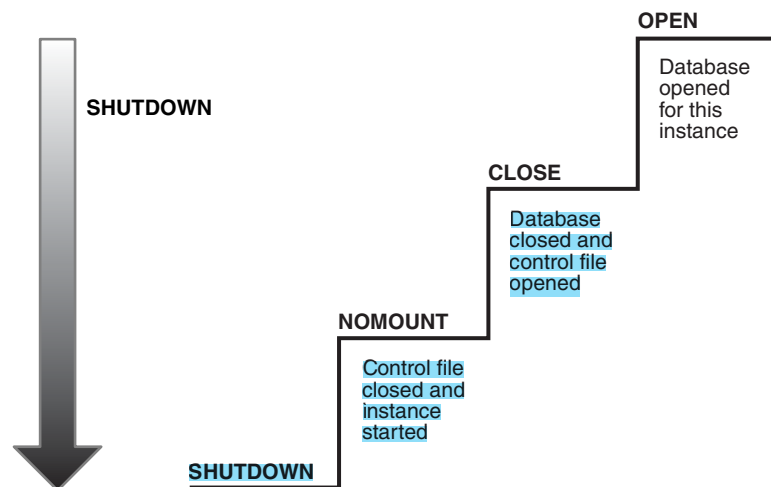 OPEN
Database
opened
for this
instance
SHUTDOWN
CLOSE
Database
closed and
control file
opened
NOMOUNT
Control file
closed and
instance
started
SHUTDOWN